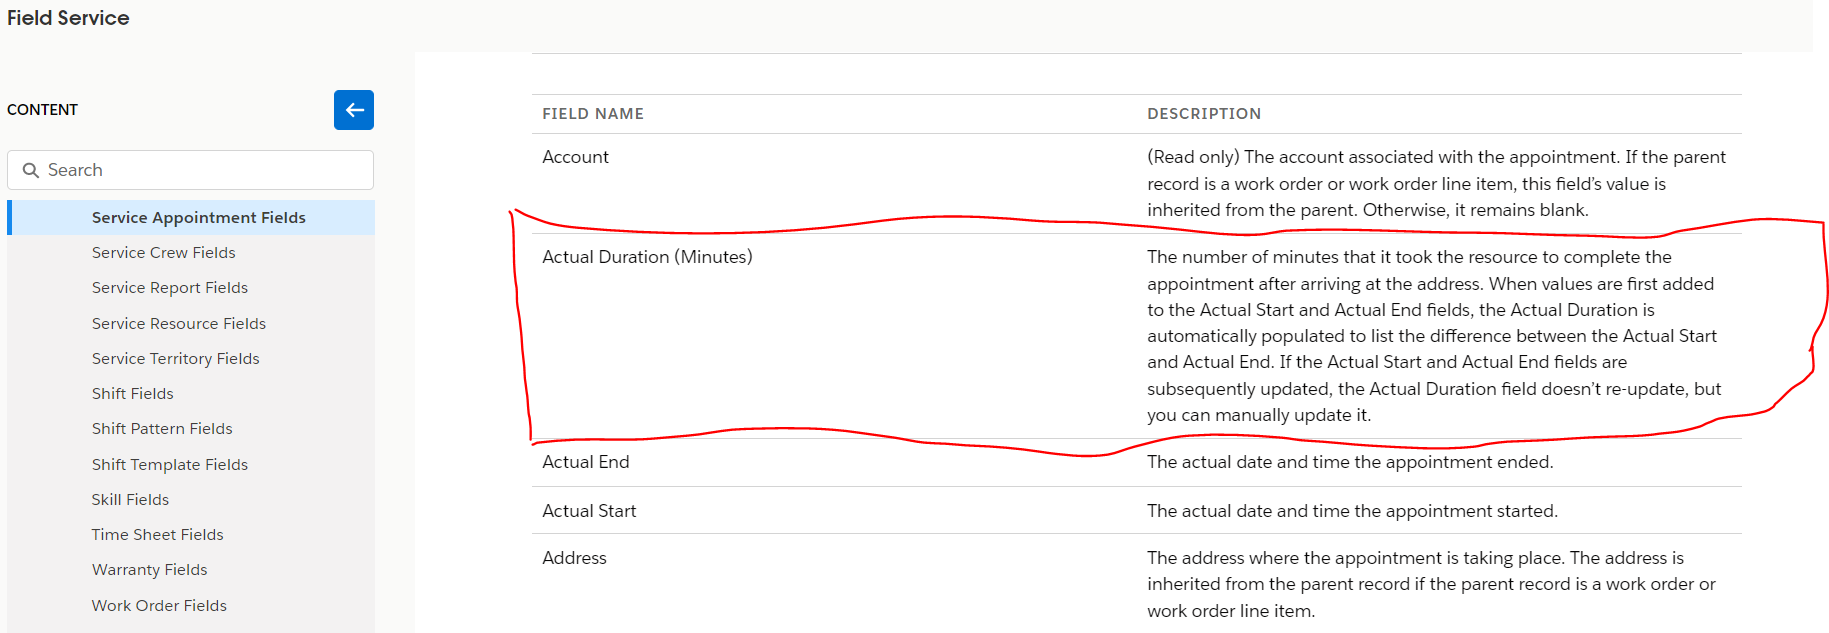 Field Service
CONTENT
Search
Service Appointment Fields
Service Crew Fields
Service Report Fields
Service Resource Fields
Service Territory Fields
Shift Fields
Shift Pattern Fields
Shift Template Fields
Skill Fields
Time Sheet Fields
Warranty Fields
Work Order Fields
FIELD NAME DESCRIPTION
Account (Read only) The account associated with the appointment. If the parent
record is a work order or work order line item, this field’s value is
inherited from the parent. Otherwise, it remains blank.
Actual Duration (Minutes) The number of minutes that it took the resource to complete the
appointment after arriving at the address. When values are first added
to the Actual Start and Actual End fields, the Actual Duration is
automatically populated to list the difference between the Actual Start
and Actual End. If the Actual Start and Actual End fields are
subsequently updated, the Actual Duration field doesn’t re-update, but
you can manually update it.
Actual End The actual date and time the appointment ended.
Actual Start The actual date and time the appointment started.
Address The address where the appointment is taking place. The address is
inherited from the parent record if the parent record is a work order or
work order line item.